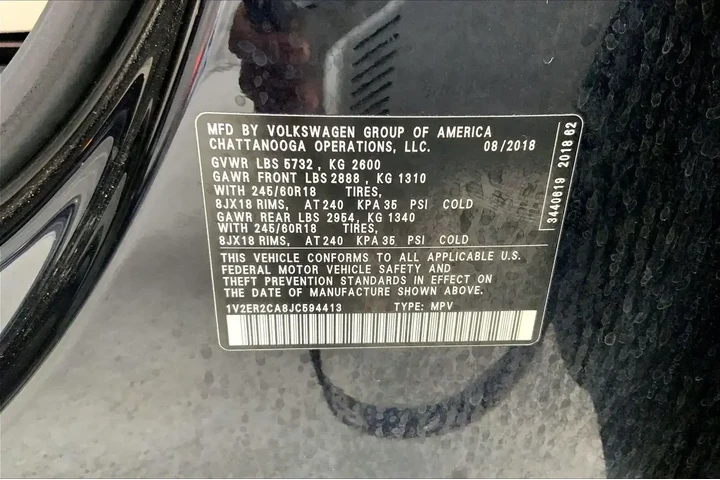 MFD BY VOLKSWAGEN GROUP OF AMERICA
CHATTANOOGA OPERATIONS, LLC. 08/2018
GVWR LBS 5732 , KG 2600
GAWR FRONT LBS 2888 , KG 1310
WITH 245/60R18 TIRES,
8JX18 RIMS, AT 240 KPA 35 PSI COLD
GAWR REAR LBS 2954, KG 1340
WITH 245/60R18 TIRES,
8JX18 RIMS, AT 240 KPA 35 PSI COLD
THIS VEHICLE CONFORMS TO ALL APPLICABLE U.S.
FEDERAL MOTOR VEHICLE SAFETY AND
THEFT PREVENTION STANDARDS IN EFFECT ON
THE DATE OF MANUFACTURE SHOWN ABOVE.
1V2ER2CA8JC594413 TYPE: MPV
3440619 2018 62